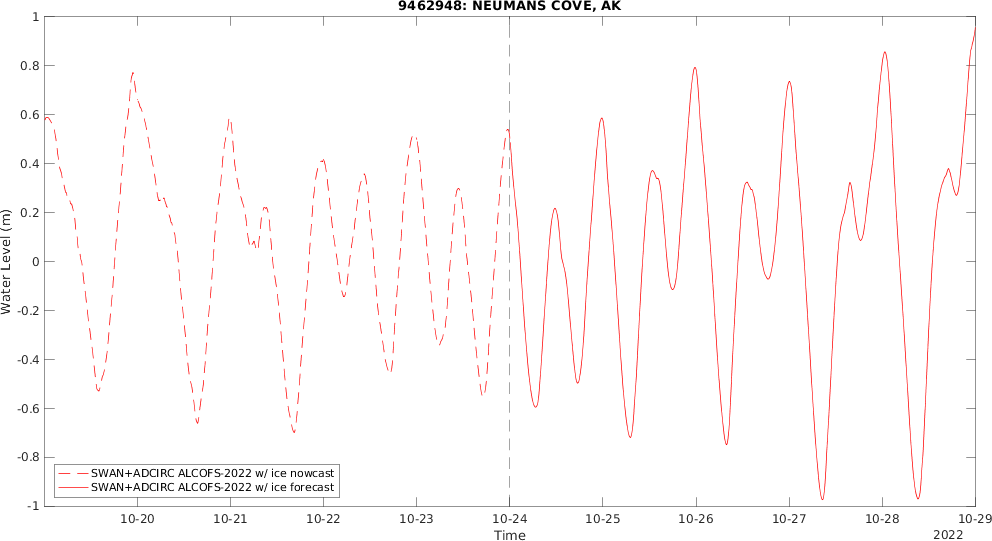 9462948: NEUMANS COVE, AK
1
0.8
0.6
0.4
0.2
0
-0.2
-0.4
-0.6
-0.8
-1
Water Level (m)
SWAN+ADCIRC ALCOFS-2022 w/ ice nowcast
SWAN+ADCIRC ALCOFS-2022 w/ ice forecast
10-20 10-21 10-22 10-23 10-24 10-25 10-26 10-27 10-28 10-29
Time
2022